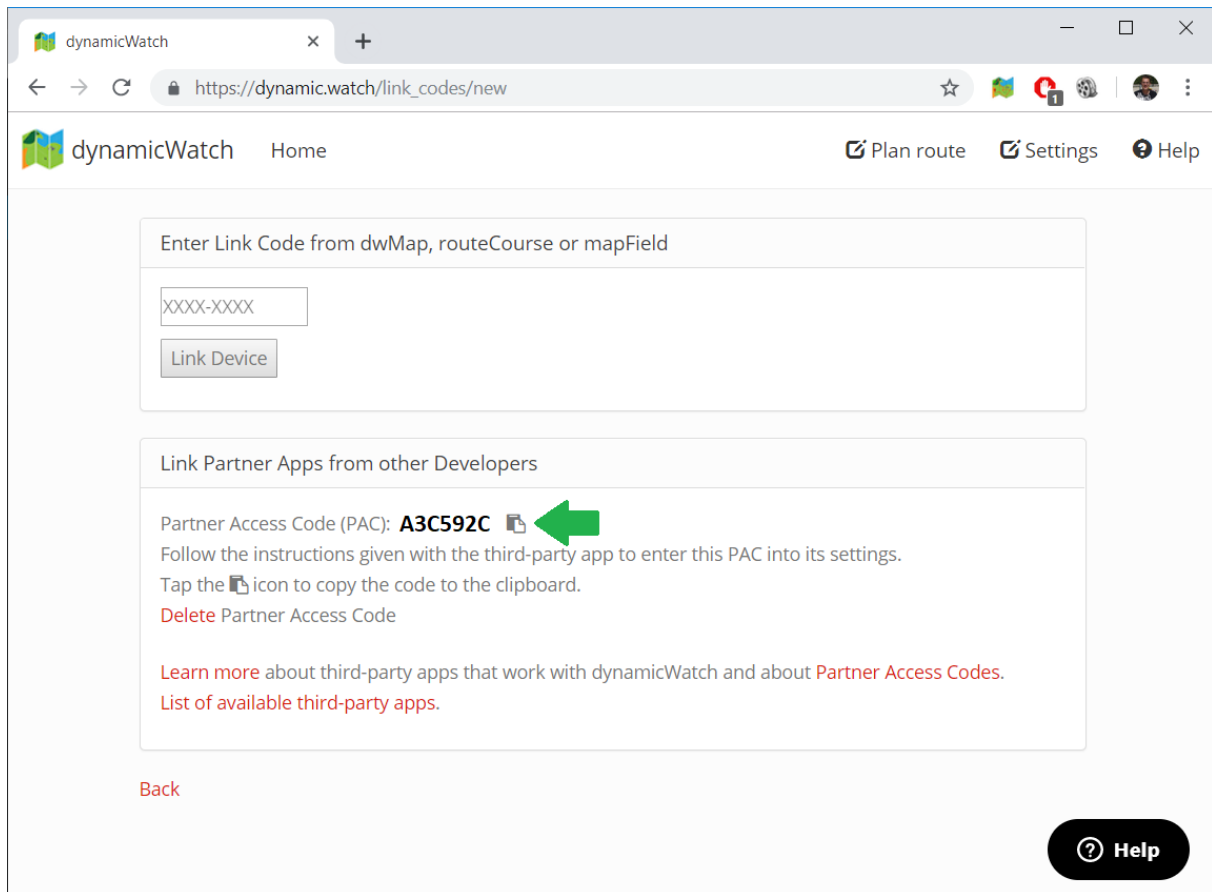 dynamicWatch
https://dynamic.watch/link_codes/new
1
dynamicWatch Home Plan route Settings Help
Enter Link Code from dwMap, routeCourse or mapField
XXXX-XXXX
Link Device
Link Partner Apps from other Developers
Partner Access Code (PAC): A3C592C
Follow the instructions given with the third-party app to enter this PAC into its settings.
Tap the icon to copy the code to the clipboard.
Delete Partner Access Code
Learn more about third-party apps that work with dynamicWatch and about Partner Access Codes.
List of available third-party apps.
Back
Help